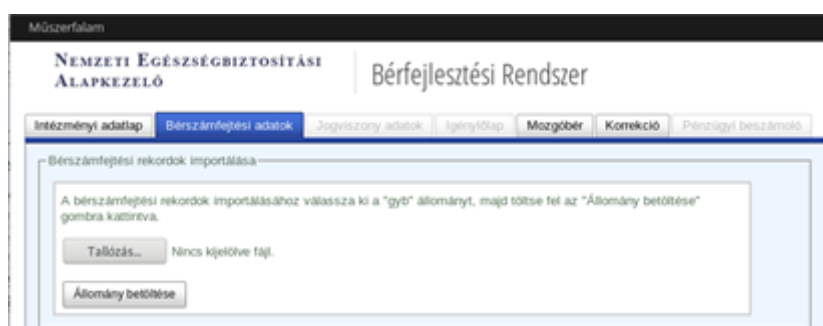 Műszerfalam
Nemzeti Egészségbiztosítási
Alapkezelő
Bérfejlesztési Rendszer
Intézményi adatlap Bérszámfejtési adatok Jogviszony adatok Igénylőlap Mozgóbér Korrekció Pénzügyi beszámoló
Bérszámfejtési rekordok importálása
A bérszámfejtési rekordok importálásához válassza ki a "gyb" állományt, majd töltse fel az "Állomány betöltése"
gombra kattintva.
Tallózás... Nincs kijelölve fájl.
Állomány betöltése